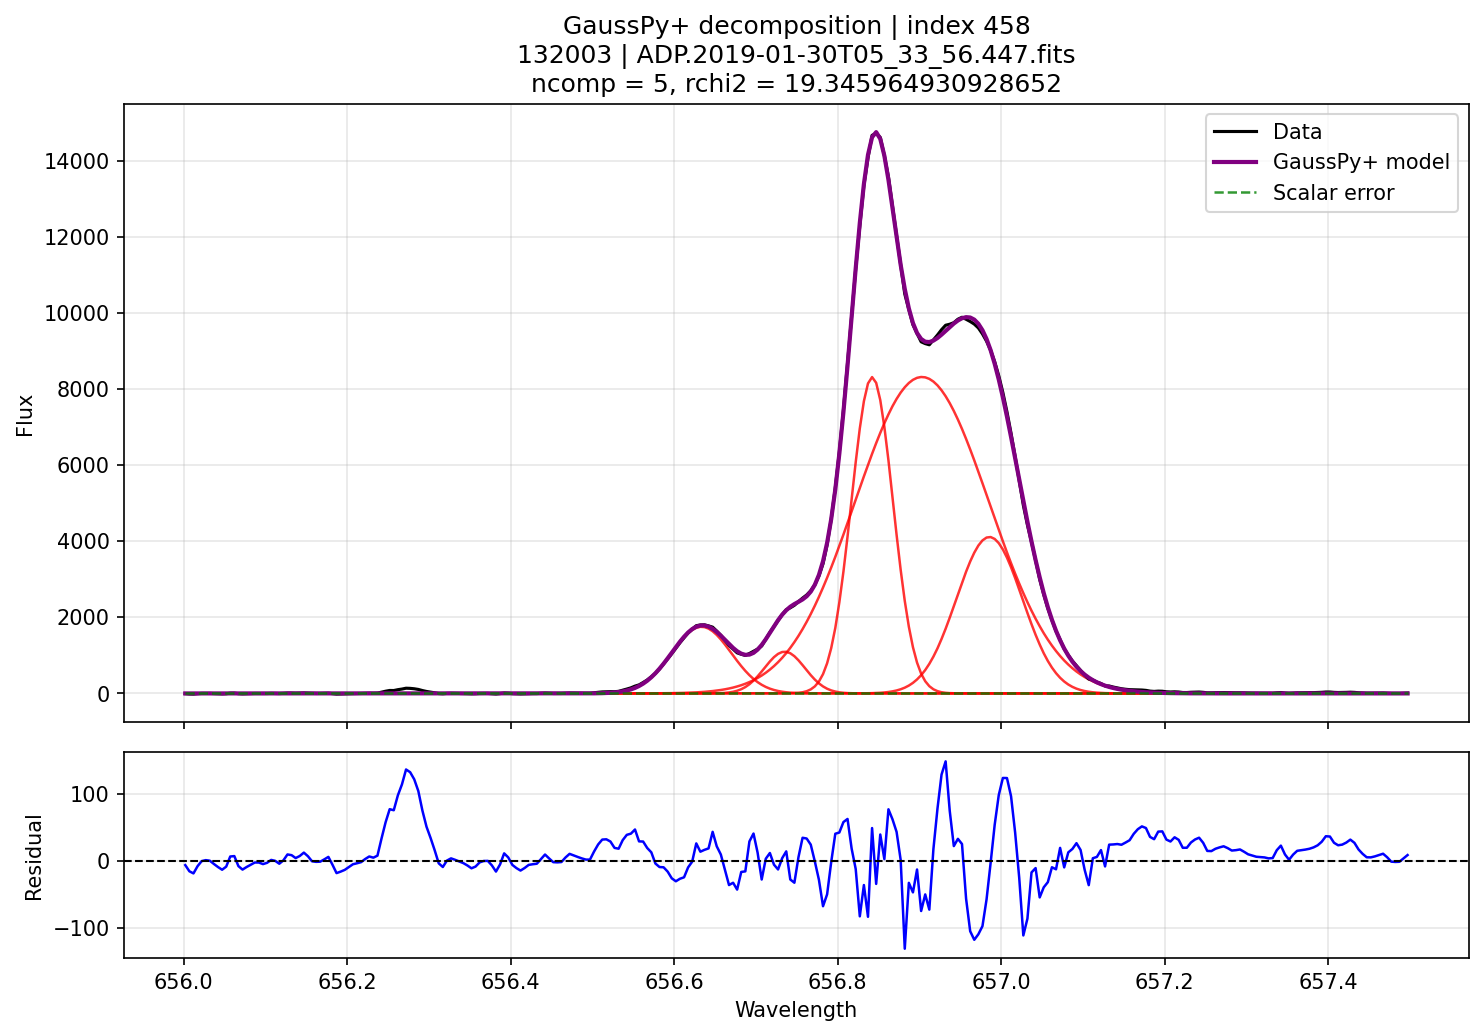 GaussPy+ decomposition | index 458
132003 | ADP.2019-01-30T05_33_56.447.fits
ncomp = 5, rchi2 = 19.345964930928652
Data
GaussPy+ model
Scalar error
14000
12000
10000
8000
6000
4000
2000
0
Flux
100
0
−100
Residual
656.0 656.2 656.4 656.6 656.8 657.0 657.2 657.4
Wavelength